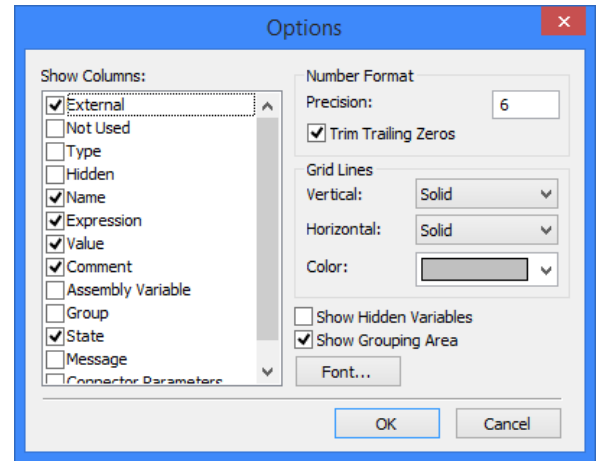 Options
Show Columns:
External
Not Used
Type
Hidden
Name
Expression
Value
Comment
Assembly Variable
Group
State
Message
Connector Parameters
Number Format
Precision: 6
Trim Trailing Zeros
Grid Lines
Vertical: Solid
Horizontal: Solid
Color:
Show Hidden Variables
Show Grouping Area
Font...
OK Cancel